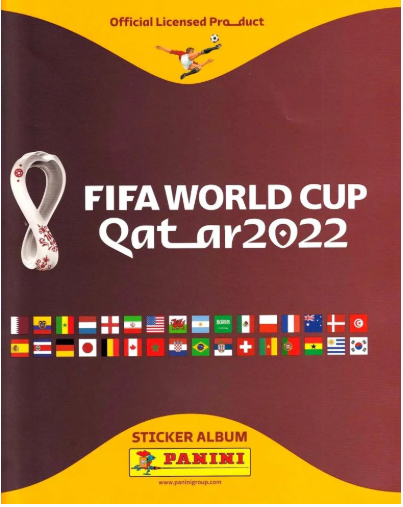 Official Licensed Product
FIFA WORLD CUP
Qatar2022
STICKER ALBUM
PANINI
www.paninigroup.com